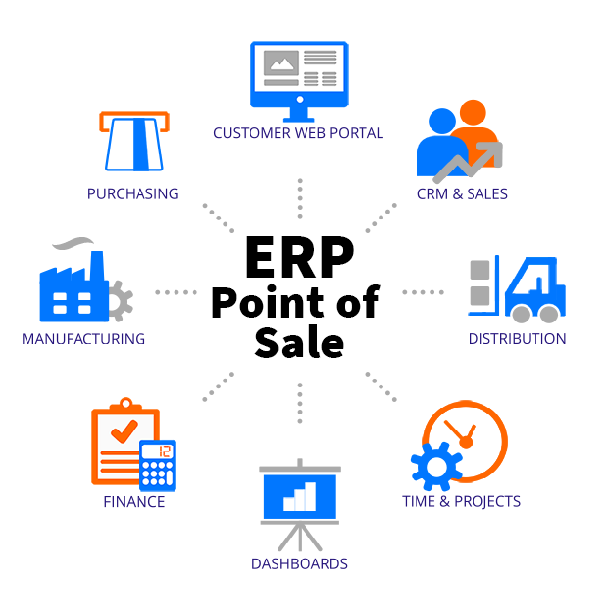 CUSTOMER WEB PORTAL
PURCHASING
CRM & SALES
ERP
Point of
Sale
MANUFACTURING
DISTRIBUTION
12
FINANCE
TIME & PROJECTS
DASHBOARDS